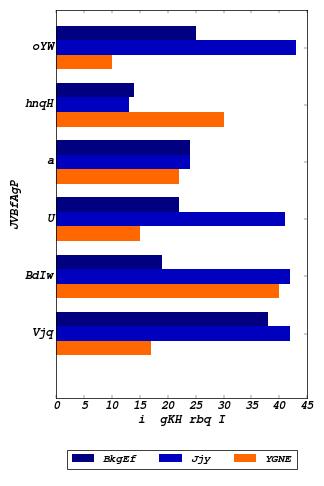 oYW
hnqH
a
U
BdIw
Vjq
JVBfAgP
0 5 10 15 20 25 30 35 40 45
i gKH rbq I
BkgEf Jjy YGNE